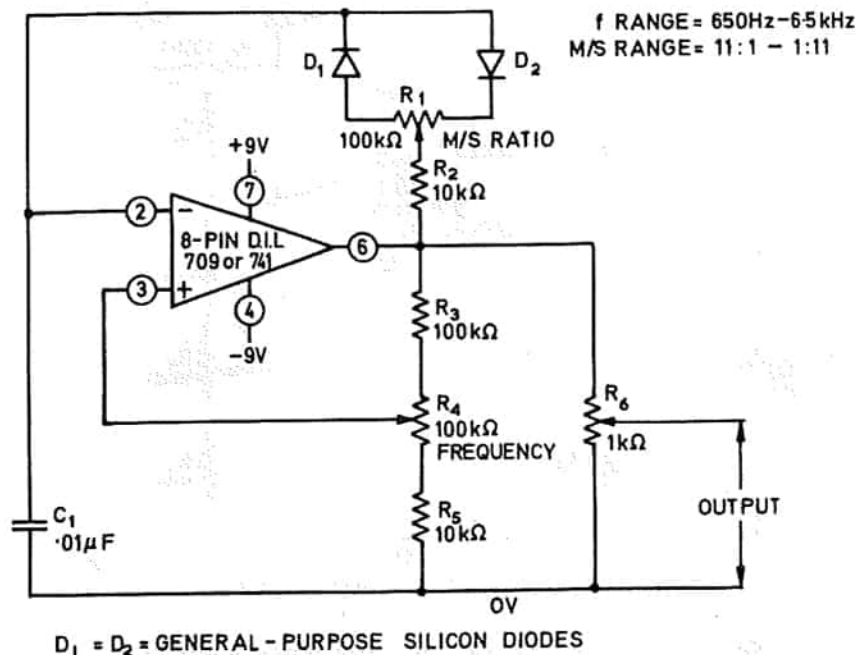 f RANGE = 650Hz-6·5kHz
M/S RANGE = 11:1 - 1:11
D1
D2
R1
100kΩ
M/S RATIO
+9V
R2
10kΩ
7
2
-
8-PIN D.I.L
709 or 741
6
3
+
4
-9V
R3
100kΩ
R4
100kΩ
FREQUENCY
R6
1kΩ
R5
10kΩ
OUTPUT
C1
·01μF
0V
D1 = D2 = GENERAL-PURPOSE SILICON DIODES